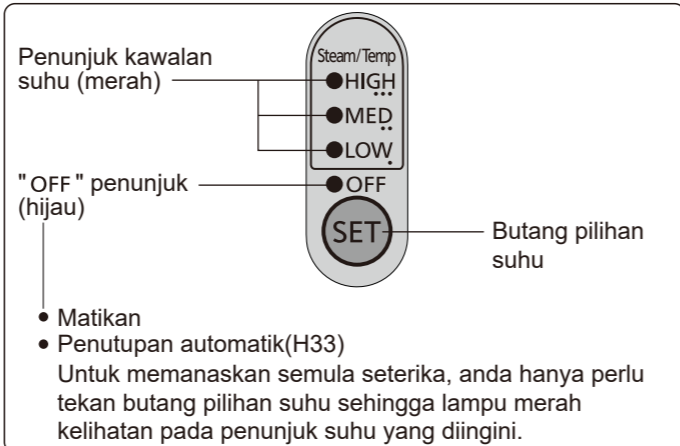 Penunjuk kawalan
suhu (merah)
Steam/Temp
HIGH
MED
LOW
"OFF" penunjuk
(hijau)
OFF
SET
Butang pilihan
suhu
• Matikan
• Penutupan automatik(H33)
Untuk memanaskan semula seterika, anda hanya perlu
tekan butang pilihan suhu sehingga lampu merah
kelihatan pada penunjuk suhu yang diingini.